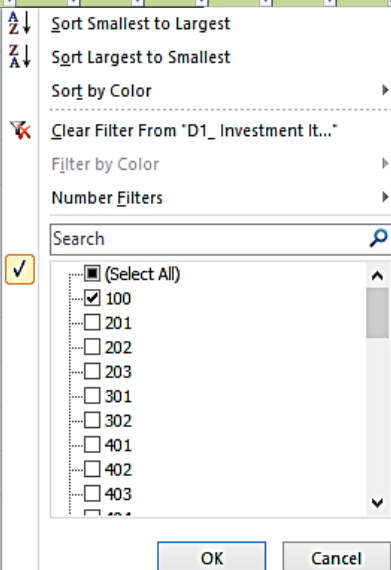 Sort Smallest to Largest
Sort Largest to Smallest
Sort by Color
Clear Filter From "D1_ Investment It..."
Filter by Color
Number Filters
Search
(Select All)
100
201
202
203
301
302
401
402
403
OK Cancel